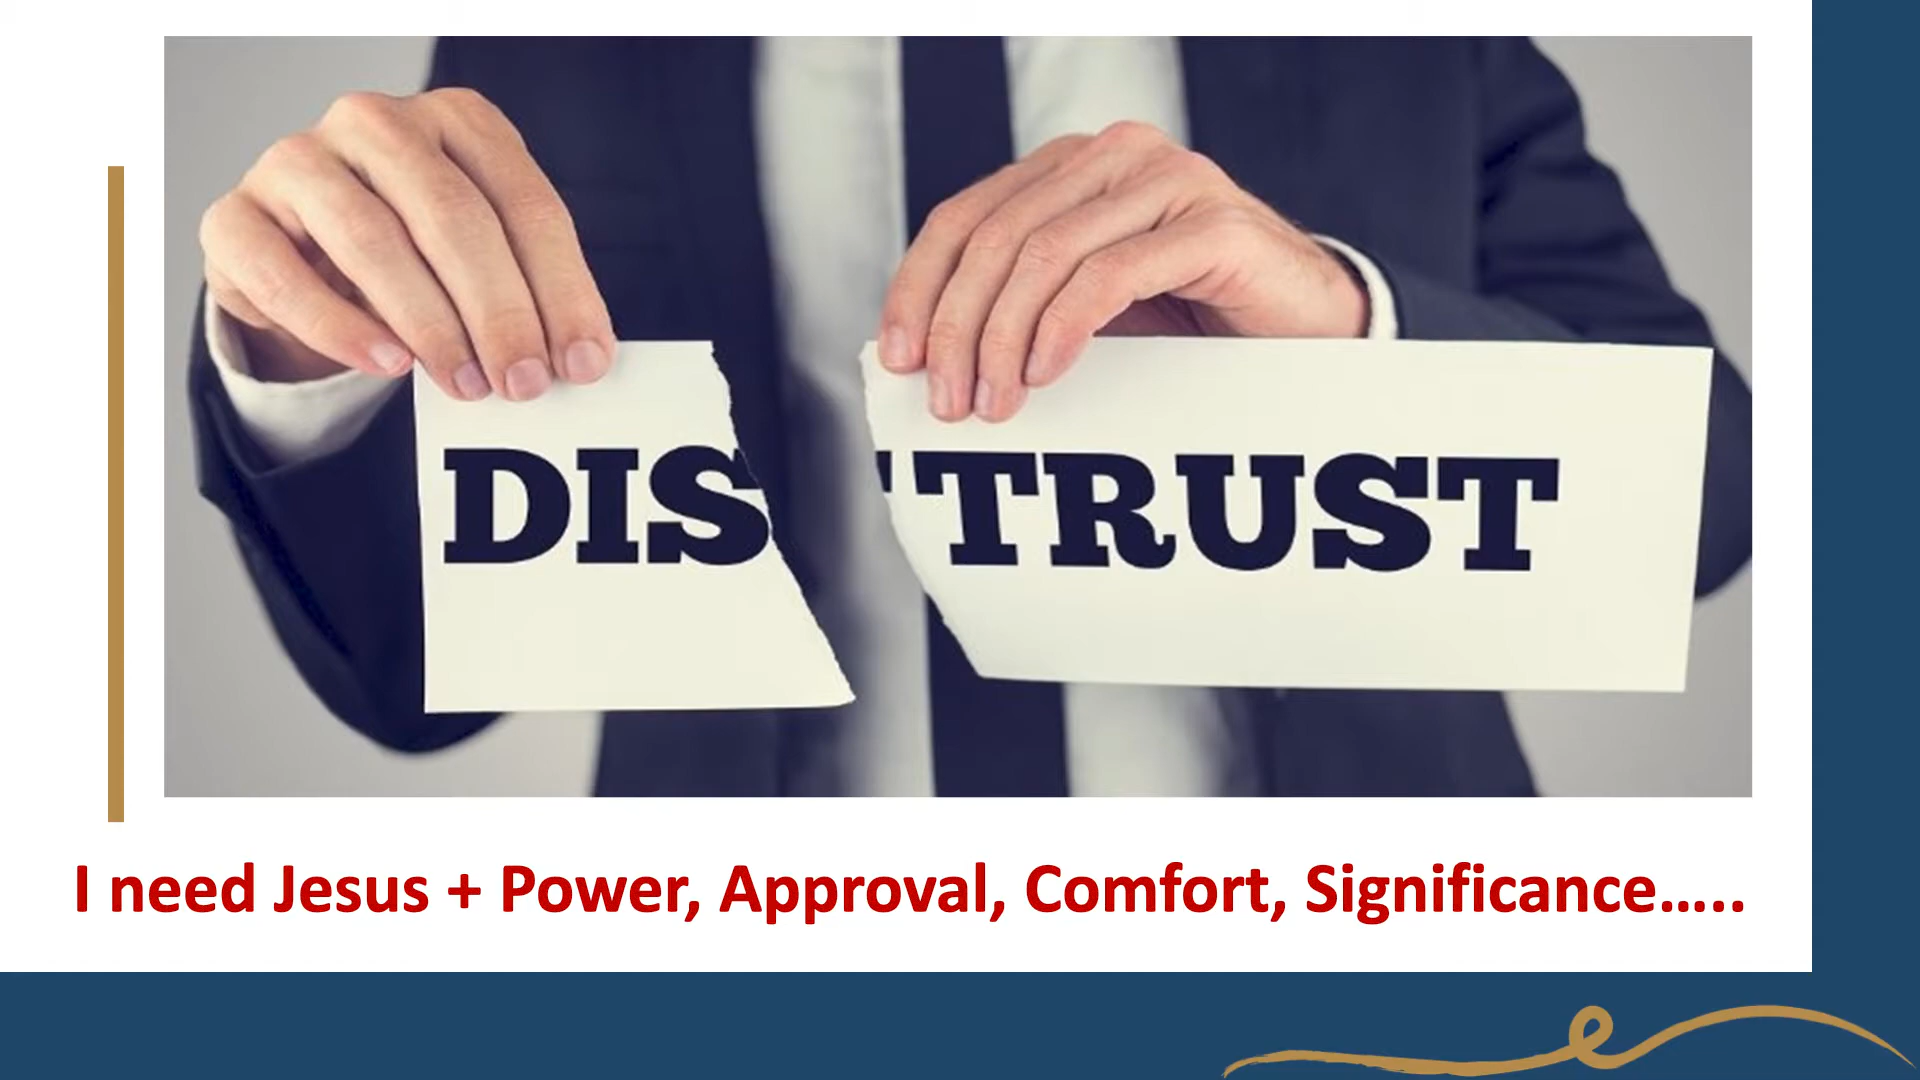 DIS TRUST
I need Jesus + Power, Approval, Comfort, Significance…..